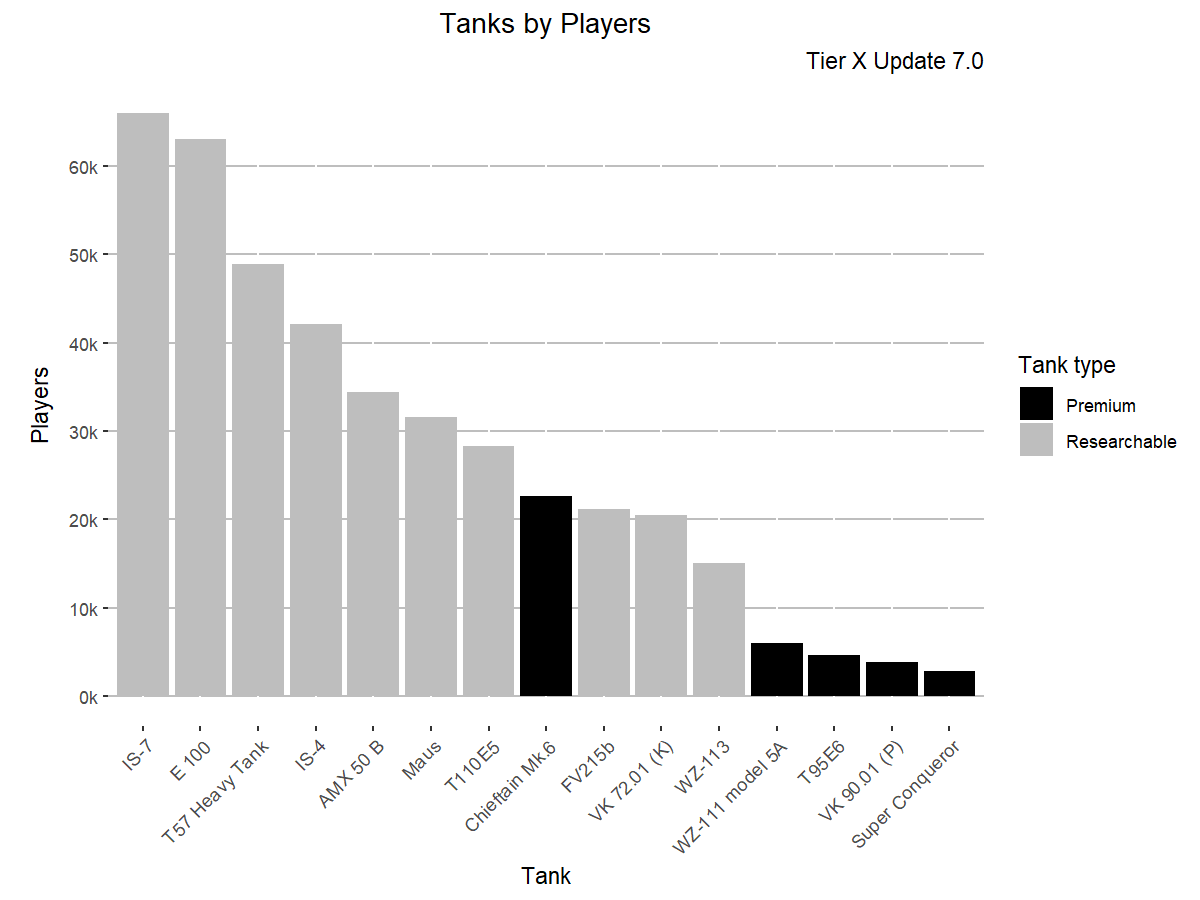 Tanks by Players
Tier X Update 7.0
60k
50k
40k
30k
20k
10k
0k
Players
IS-7
E 100
T57 Heavy Tank
IS-4
AMX 50 B
Maus
T110E5
Chieftain Mk.6
FV215b
VK 72.01 (K)
WZ-113
WZ-111 model 5A
T95E6
VK 90.01 (P)
Super Conqueror
Tank
Tank type
Premium
Researchable